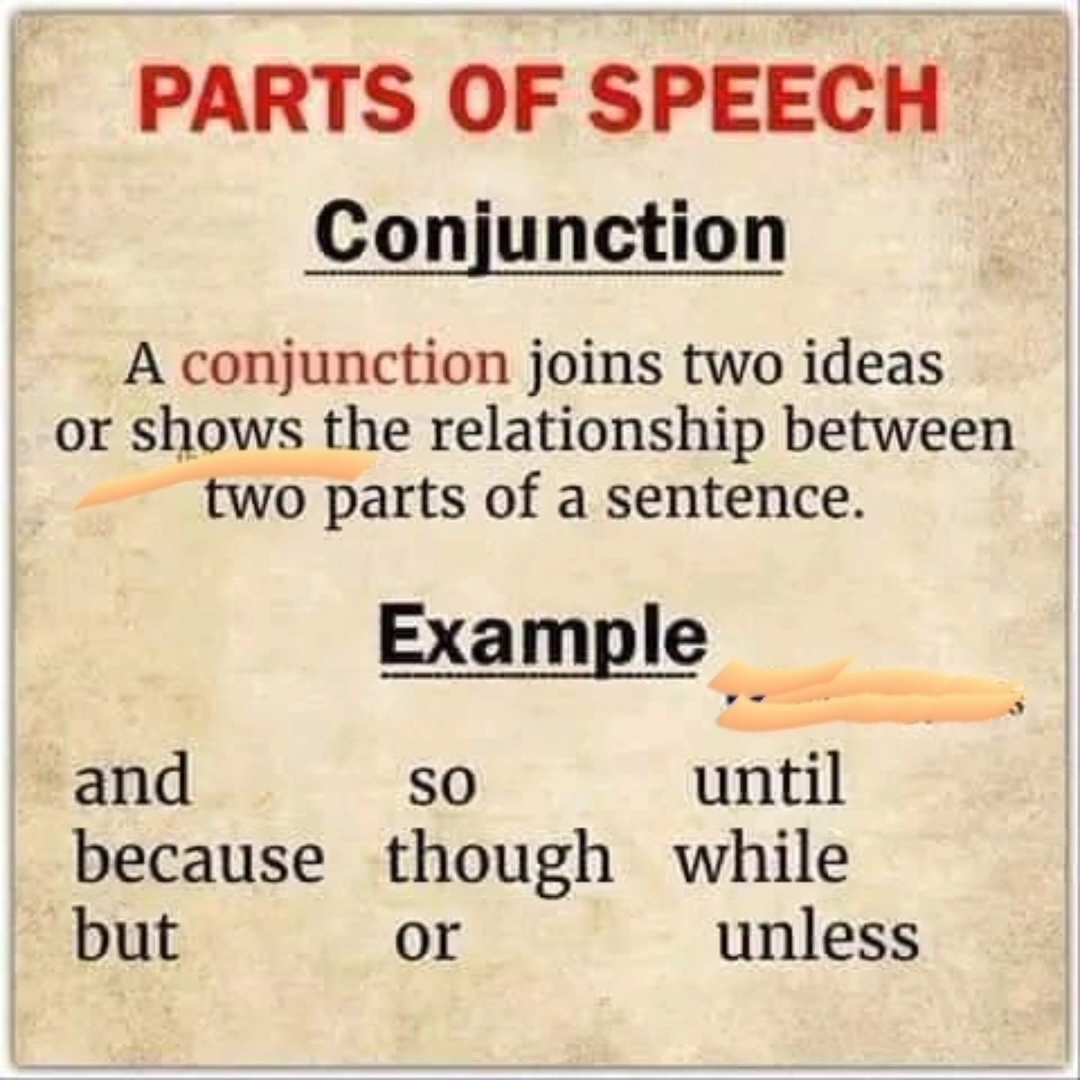 PARTS OF SPEECH
Conjunction
A conjunction joins two ideas
or shows the relationship between
two parts of a sentence.
Example
and so until
because though while
but or unless